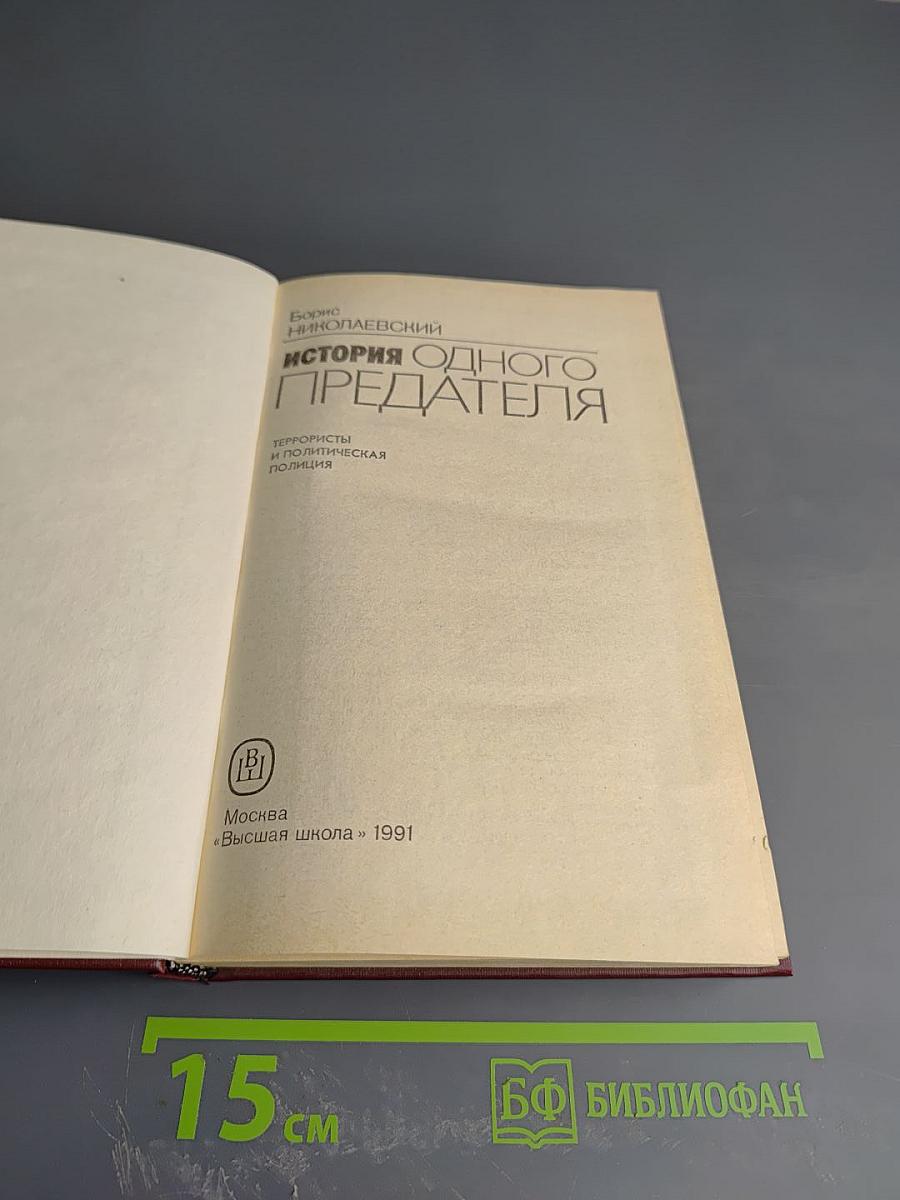 Борис
НИКОЛАЕВСКИЙ
ИСТОРИЯ ОДНОГО
ПРЕДАТЕЛЯ
ТЕРРОРИСТЫ
И ПОЛИТИЧЕСКАЯ
ПОЛИЦИЯ
ВШ
Москва
«Высшая школа» 1991
15 см
БФ БИБЛИОФАН